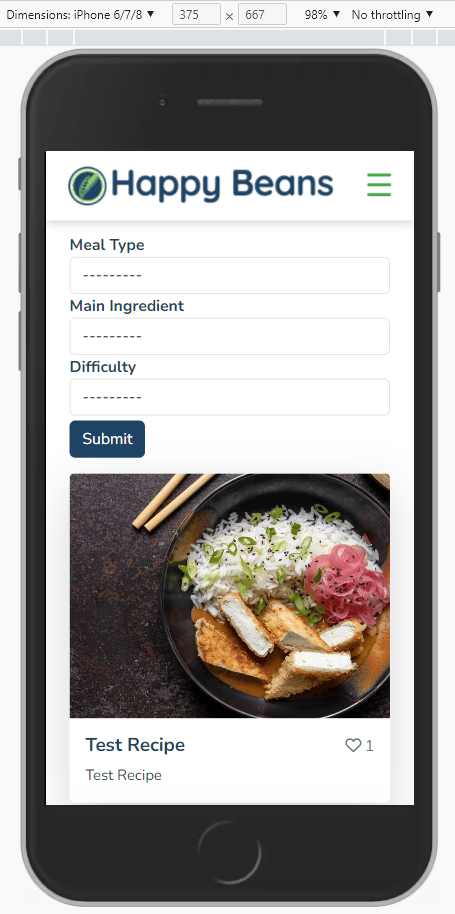 Dimensions: iPhone 6/7/8 ▼ 375 × 667 98% ▼ No throttling ▼
Happy Beans
Meal Type
---------
Main Ingredient
---------
Difficulty
---------
Submit
Test Recipe 1
Test Recipe